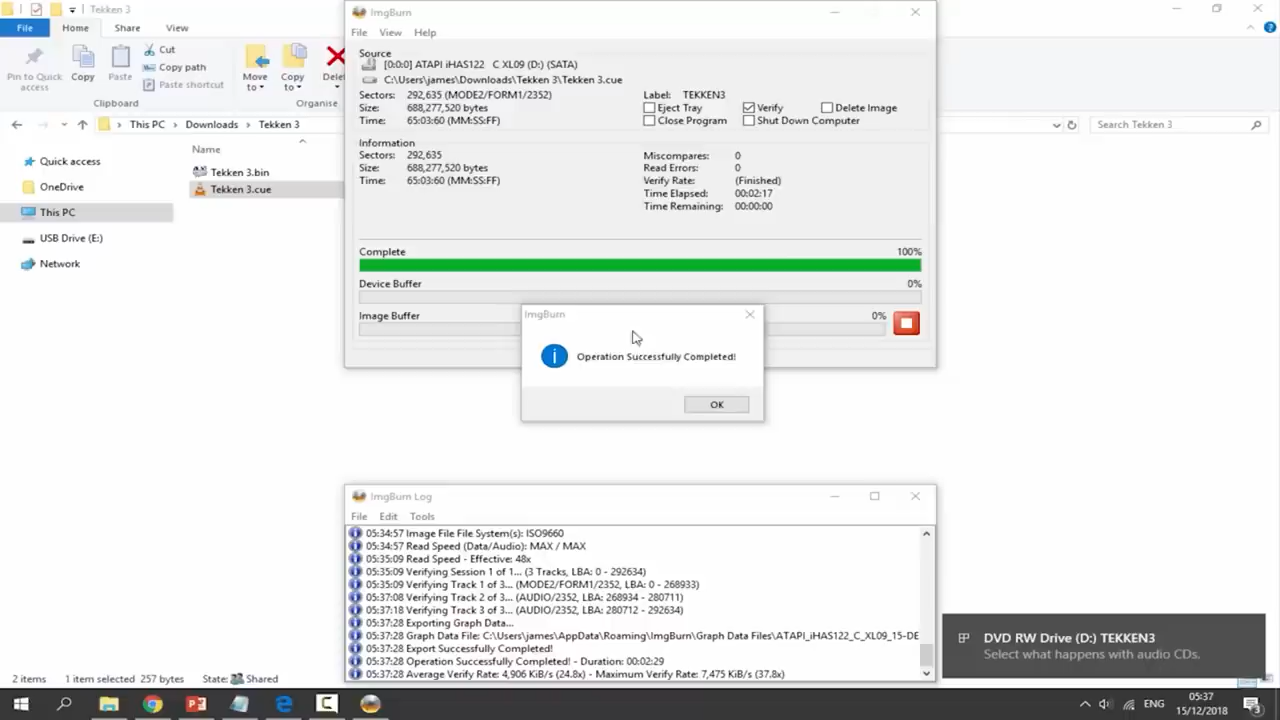 Tekken 3
File Home Share View
Pin to Quick access
Copy
Paste
Cut
Copy path
Paste shortcut
Move to
Copy to
Delet
Clipboard
Organise
This PC > Downloads > Tekken 3
Search Tekken 3
Quick access
OneDrive
This PC
USB Drive (E:)
Network
Name
Tekken 3.bin
Tekken 3.cue
2 items 1 item selected 257 bytes State: Shared
ImgBurn
File View Help
Source
[0:0:0] ATAPI iHAS122 C XL09 (D:) (SATA)
C:\Users\james\Downloads\Tekken 3\Tekken 3.cue
Sectors: 292,635 (MODE2/FORM1/2352)
Size: 688,277,520 bytes
Time: 65:03:60 (MM:SS:FF)
Label: TEKKEN3
Eject Tray Verify Delete Image
Close Program Shut Down Computer
Information
Sectors: 292,635
Size: 688,277,520 bytes
Time: 65:03:60 (MM:SS:FF)
Miscompares: 0
Read Errors: 0
Verify Rate: (Finished)
Time Elapsed: 00:02:17
Time Remaining: 00:00:00
Complete 100%
Device Buffer 0%
Image Buffer 0%
ImgBurn
Operation Successfully Completed!
OK
ImgBurn Log
File Edit Tools
05:34:57 Image File File System(s): ISO9660
05:34:57 Read Speed (Data/Audio): MAX / MAX
05:35:09 Read Speed - Effective: 48x
05:35:09 Verifying Session 1 of 1... (3 Tracks, LBA: 0 - 292634)
05:35:09 Verifying Track 1 of 3... (MODE2/FORM1/2352, LBA: 0 - 268933)
05:37:08 Verifying Track 2 of 3... (AUDIO/2352, LBA: 268934 - 280711)
05:37:18 Verifying Track 3 of 3... (AUDIO/2352, LBA: 280712 - 292634)
05:37:28 Exporting Graph Data...
05:37:28 Graph Data File: C:\Users\james\AppData\Roaming\ImgBurn\Graph Data Files\ATAPI_iHAS122_C_XL09_15-DE
05:37:28 Export Successfully Completed!
05:37:28 Operation Successfully Completed! - Duration: 00:02:29
05:37:28 Average Verify Rate: 4,906 KiB/s (24.8x) - Maximum Verify Rate: 7,475 KiB/s (37.8x)
DVD RW Drive (D:) TEKKEN3
Select what happens with audio CDs.
ENG
05:37
15/12/2018
3